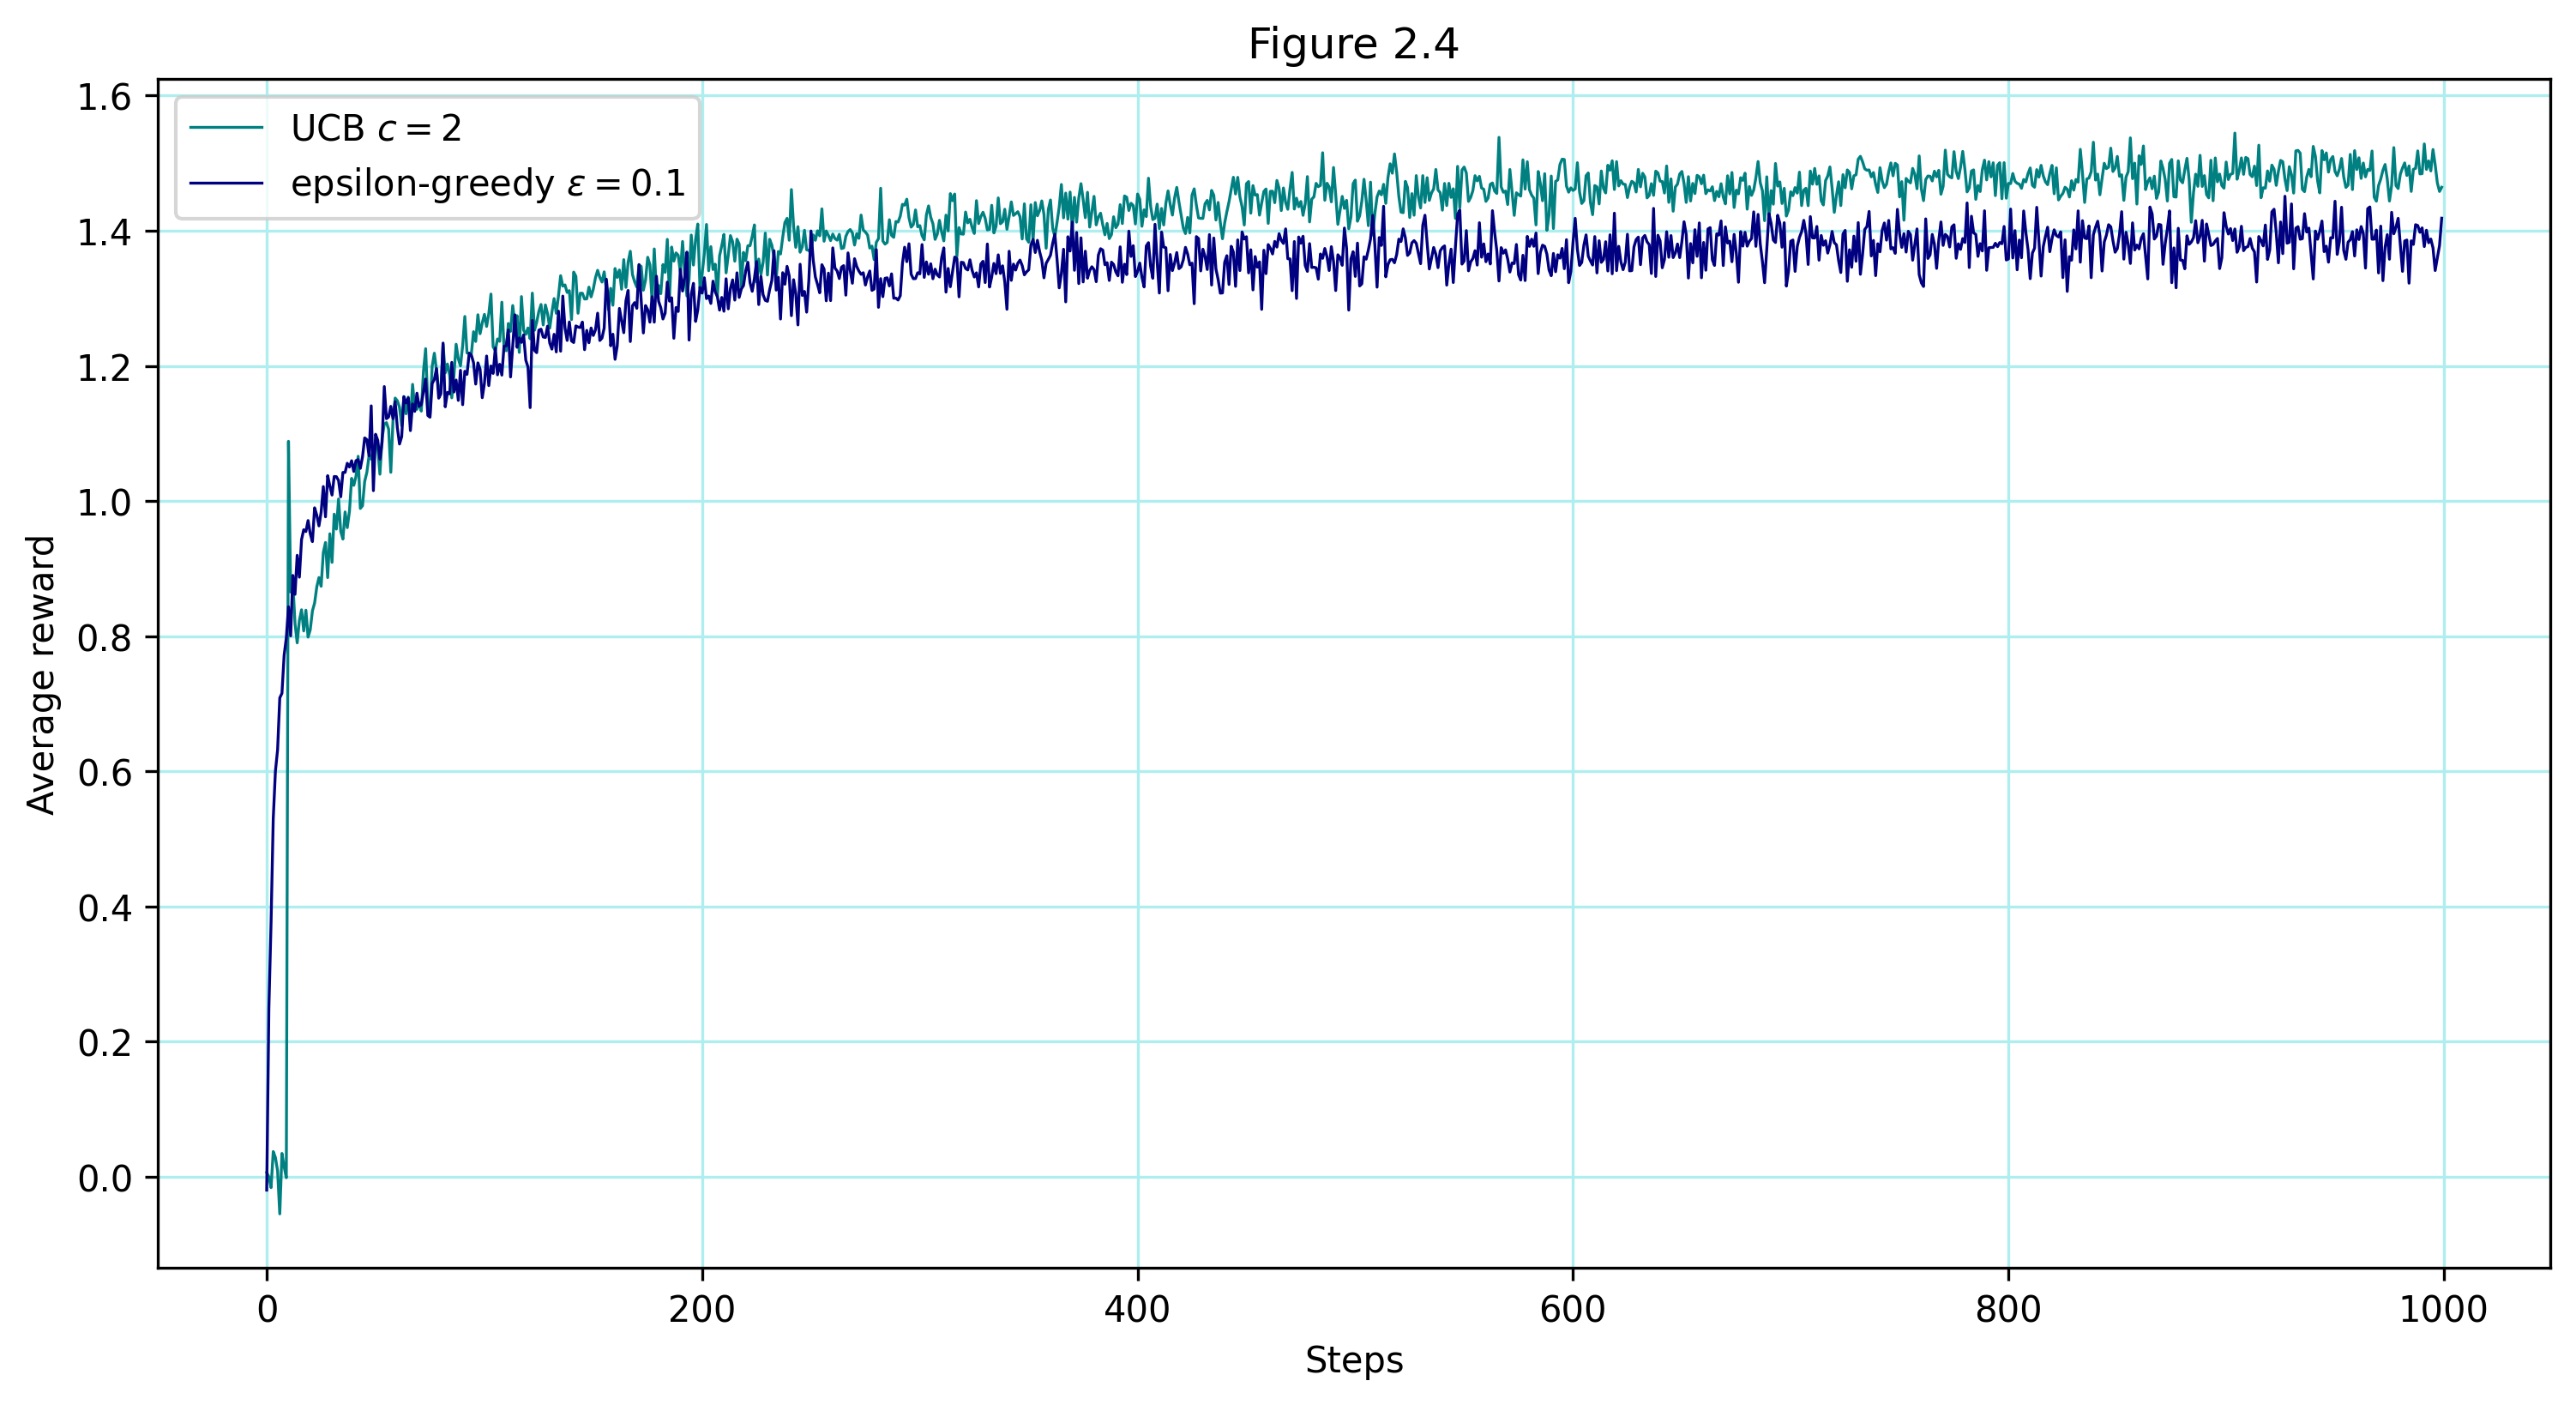 Figure 2.4
UCB c = 2
epsilon-greedy ε = 0.1
Average reward
1.6
1.4
1.2
1.0
0.8
0.6
0.4
0.2
0.0
0 200 400 600 800 1000
Steps